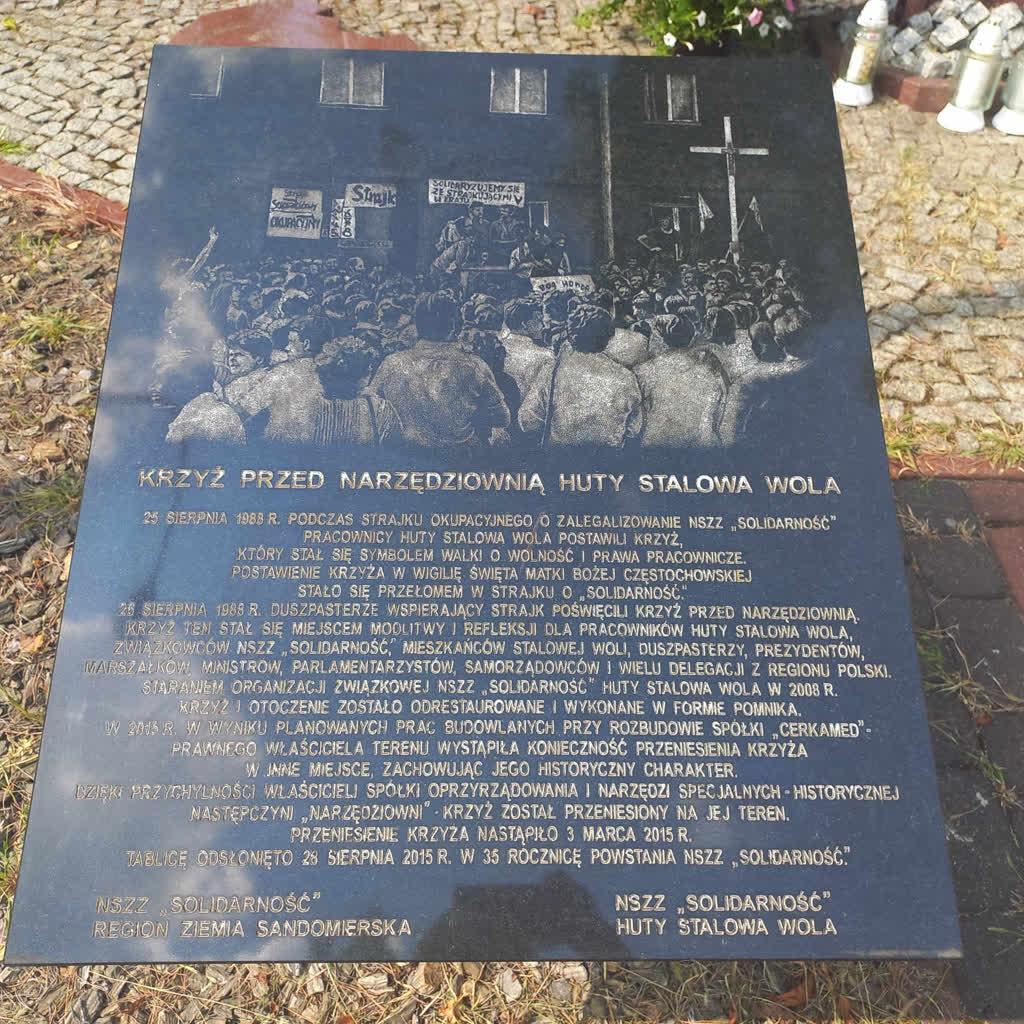 Strajk
OKUPACYJNY
Strajk
SOLIDARYZUJEMY SIĘ
ZE STRAJKUJĄCYMI
BÓG HONOR
KRZYŻ PRZED NARZĘDZIOWNIĄ HUTY STALOWA WOLA
25 SIERPNIA 1988 R. PODCZAS STRAJKU OKUPACYJNEGO O ZALEGALIZOWANIE NSZZ „SOLIDARNOŚĆ”
PRACOWNICY HUTY STALOWA WOLA POSTAWILI KRZYŻ,
KTÓRY STAŁ SIĘ SYMBOLEM WALKI O WOLNOŚĆ I PRAWA PRACOWNICZE.
POSTAWIENIE KRZYŻA W WIGILIĘ ŚWIĘTA MATKI BOŻEJ CZĘSTOCHOWSKIEJ
STAŁO SIĘ PRZEŁOMEM W STRAJKU O „SOLIDARNOŚĆ.”
26 SIERPNIA 1988 R. DUSZPASTERZE WSPIERAJĄCY STRAJK POŚWIĘCILI KRZYŻ PRZED NARZĘDZIOWNIĄ.
KRZYŻ TEN STAŁ SIĘ MIEJSCEM MODLITWY I REFLEKSJI DLA PRACOWNIKÓW HUTY STALOWA WOLA,
ZWIĄZKOWCÓW NSZZ „SOLIDARNOŚĆ,” MIESZKAŃCÓW STALOWEJ WOLI, DUSZPASTERZY, PREZYDENTÓW,
MARSZAŁKÓW, MINISTRÓW, PARLAMENTARZYSTÓW, SAMORZĄDOWCÓW I WIELU DELEGACJI Z REGIONU POLSKI.
STARANIEM ORGANIZACJI ZWIĄZKOWEJ NSZZ „SOLIDARNOŚĆ” HUTY STALOWA WOLA W 2008 R.
KRZYŻ I OTOCZENIE ZOSTAŁO ODRESTAUROWANE I WYKONANE W FORMIE POMNIKA.
W 2015 R. W WYNIKU PLANOWANYCH PRAC BUDOWLANYCH PRZY ROZBUDOWIE SPÓŁKI „CERKAMED” -
PRAWNEGO WŁAŚCICIELA TERENU WYSTĄPIŁA KONIECZNOŚĆ PRZENIESIENIA KRZYŻA
W INNE MIEJSCE, ZACHOWUJĄC JEGO HISTORYCZNY CHARAKTER.
DZIĘKI PRZYCHYLNOŚCI WŁAŚCICIELI SPÓŁKI OPRZYRZĄDOWANIA I NARZĘDZI SPECJALNYCH - HISTORYCZNEJ
NASTĘPCZYNI „NARZĘDZIOWNI” - KRZYŻ ZOSTAŁ PRZENIESIONY NA JEJ TEREN.
PRZENIESIENIE KRZYŻA NASTĄPIŁO 3 MARCA 2015 R.
TABLICĘ ODSŁONIĘTO 28 SIERPNIA 2015 R. W 35 ROCZNICĘ POWSTANIA NSZZ „SOLIDARNOŚĆ.”
NSZZ „SOLIDARNOŚĆ”
REGION ZIEMIA SANDOMIERSKA
NSZZ „SOLIDARNOŚĆ”
HUTY STALOWA WOLA